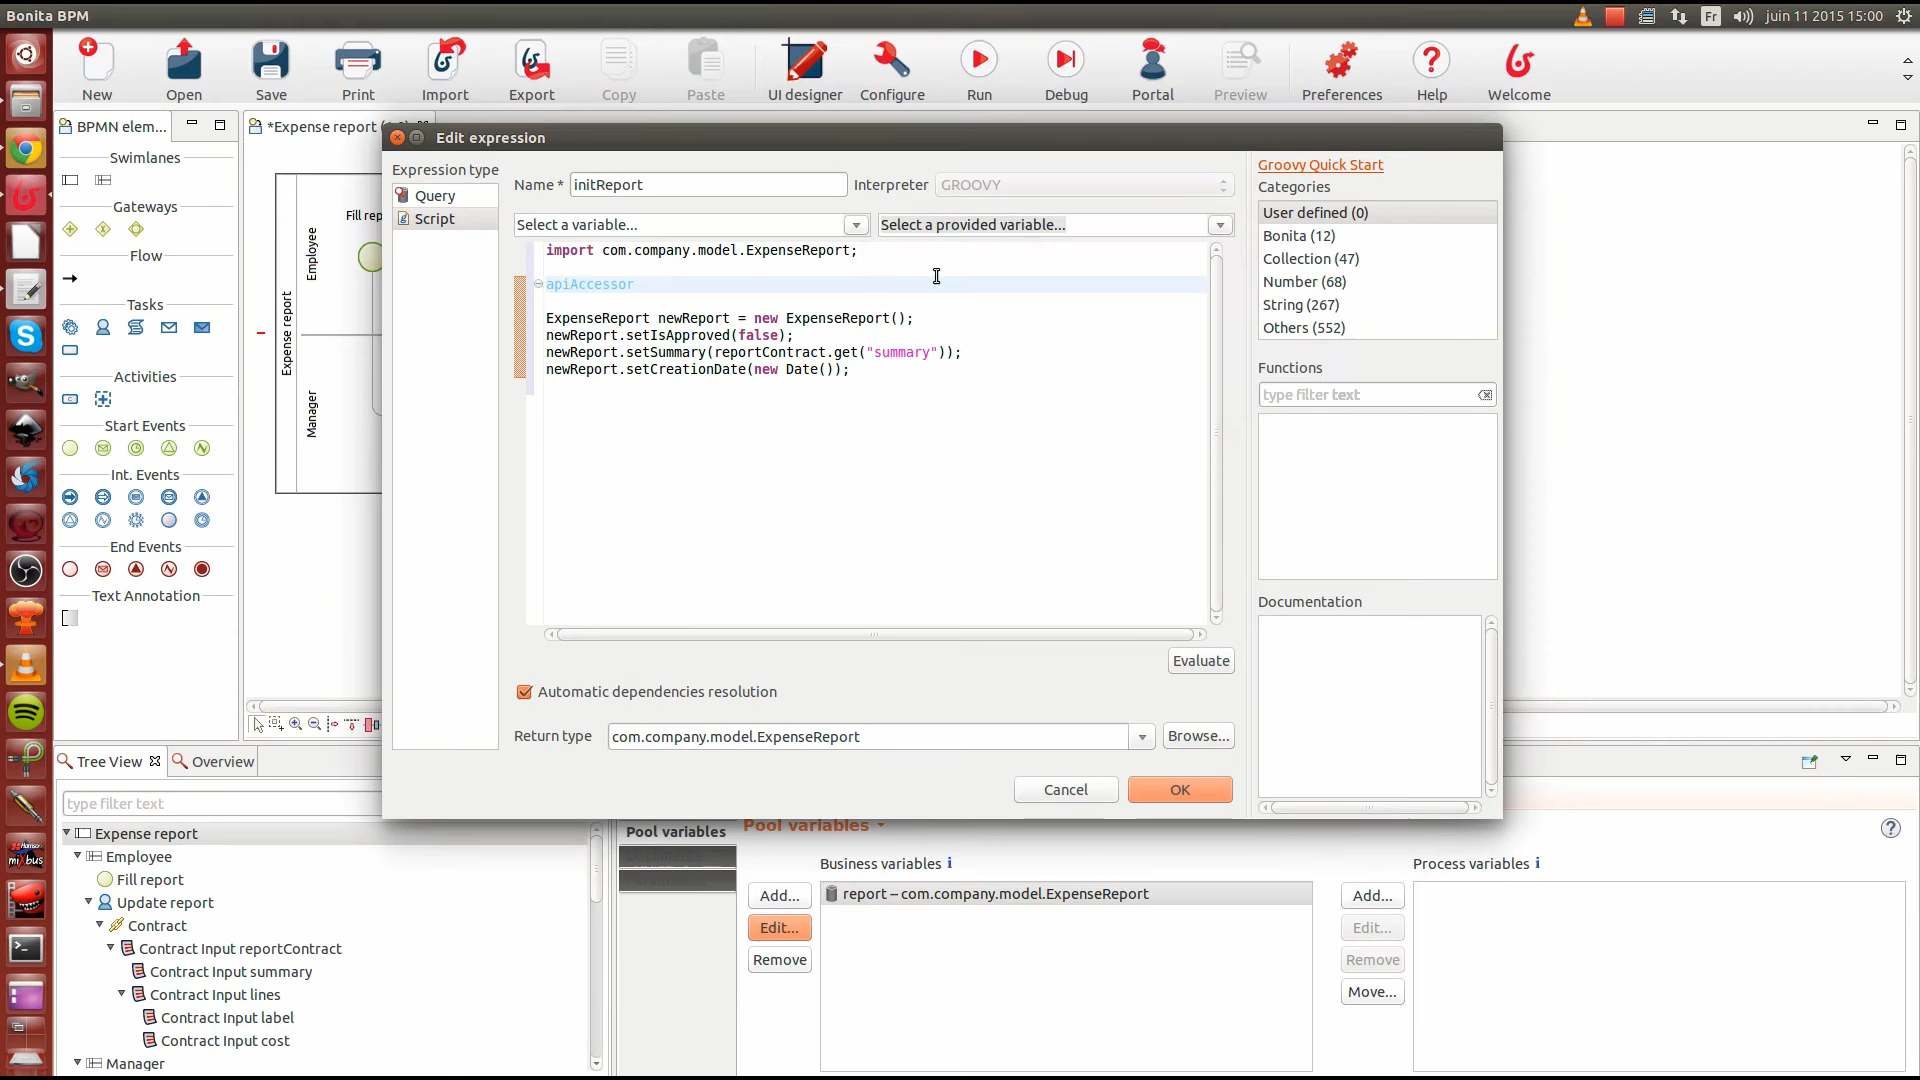 Bonita BPM
Fr
juin 11 2015 15:00
New
Open
Save
Print
Import
Export
Copy
Paste
UI designer
Configure
Run
Debug
Portal
Preview
Preferences
Help
Welcome
BPMN elem...
*Expense report (
Swimlanes
Gateways
Flow
Tasks
Activities
Start Events
Int. Events
End Events
Text Annotation
Expense report
Employee
Fill rep
Manager
Edit expression
Expression type
Query
Script
Name *
initReport
Interpreter
GROOVY
Select a variable...
Select a provided variable...
import com.company.model.ExpenseReport;
apiAccessor
ExpenseReport newReport = new ExpenseReport();
newReport.setIsApproved(false);
newReport.setSummary(reportContract.get("summary"));
newReport.setCreationDate(new Date());
Evaluate
Automatic dependencies resolution
Return type
com.company.model.ExpenseReport
Browse...
Cancel
OK
Groovy Quick Start
Categories
User defined (0)
Bonita (12)
Collection (47)
Number (68)
String (267)
Others (552)
Functions
type filter text
Documentation
Tree View
Overview
type filter text
Expense report
Employee
Fill report
Update report
Contract
Contract Input reportContract
Contract Input summary
Contract Input lines
Contract Input label
Contract Input cost
Manager
Pool variables
Pool variables
Business variables
Add...
Edit...
Remove
report -- com.company.model.ExpenseReport
Process variables
Add...
Edit...
Remove
Move...